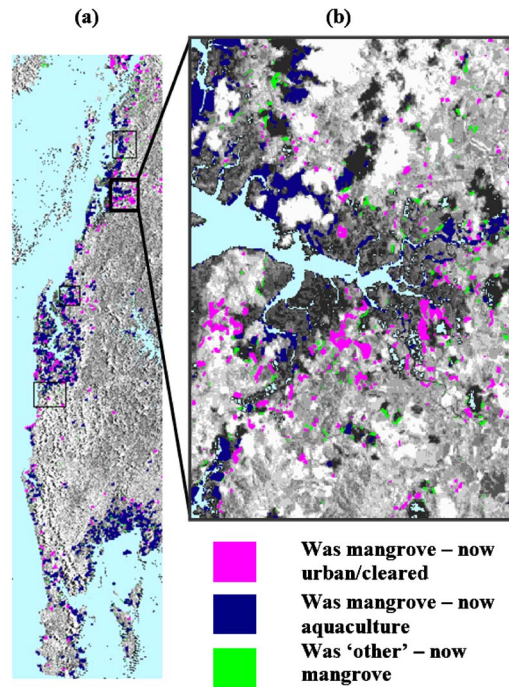 (a)
(b)
Was mangrove – now
urban/cleared
Was mangrove – now
aquaculture
Was ‘other’ – now
mangrove